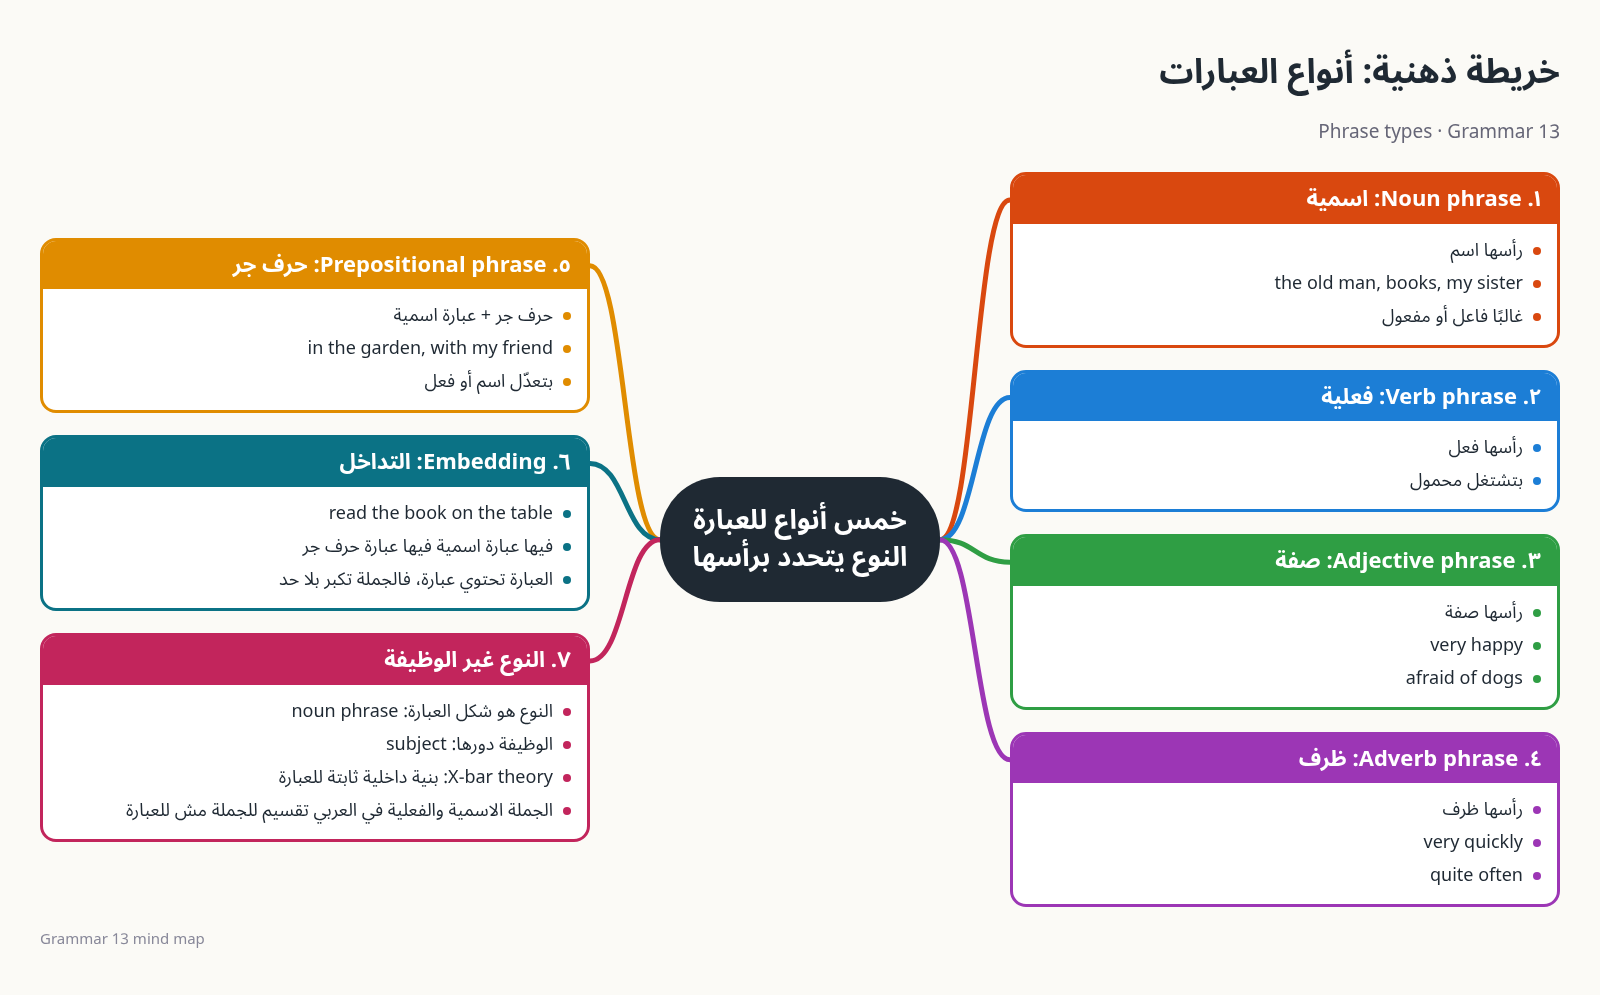 خريطة ذهنية: أنواع العبارات
Phrase types · Grammar 13
١. Noun phrase: اسمية
رأسها اسم
the old man, books, my sister
غالبًا فاعل أو مفعول
٢. Verb phrase: فعلية
رأسها فعل
بتشتغل محمول
٣. Adjective phrase: صفة
رأسها صفة
very happy
afraid of dogs
٤. Adverb phrase: ظرف
رأسها ظرف
very quickly
quite often
خمس أنواع للعبارة
النوع يتحدد برأسها
٥. Prepositional phrase: حرف جر
حرف جر + عبارة اسمية
in the garden, with my friend
بتعدّل اسم أو فعل
٦. Embedding: التداخل
read the book on the table
فيها عبارة اسمية فيها عبارة حرف جر
العبارة تحتوي عبارة، فالجملة تكبر بلا حد
٧. النوع غير الوظيفة
النوع هو شكل العبارة: noun phrase
الوظيفة دورها: subject
X-bar theory: بنية داخلية ثابتة للعبارة
الجملة الاسمية والفعلية في العربي تقسيم للجملة مش للعبارة
Grammar 13 mind map